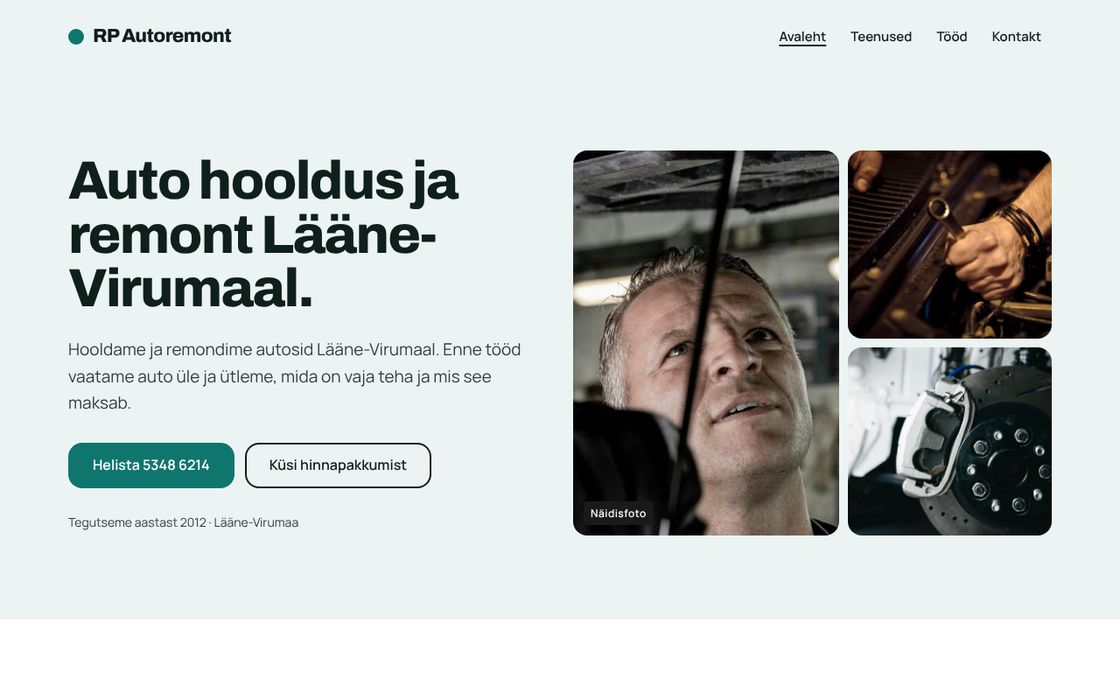 RP Autoremont
Avaleht
Teenused
Tööd
Kontakt
Auto hooldus ja
remont Lääne-
Virumaal.
Hooldame ja remondime autosid Lääne-Virumaal. Enne tööd
vaatame auto üle ja ütleme, mida on vaja teha ja mis see
maksab.
Helista 5348 6214
Küsi hinnapakkumist
Tegutseme aastast 2012 · Lääne-Virumaa
Näidisfoto